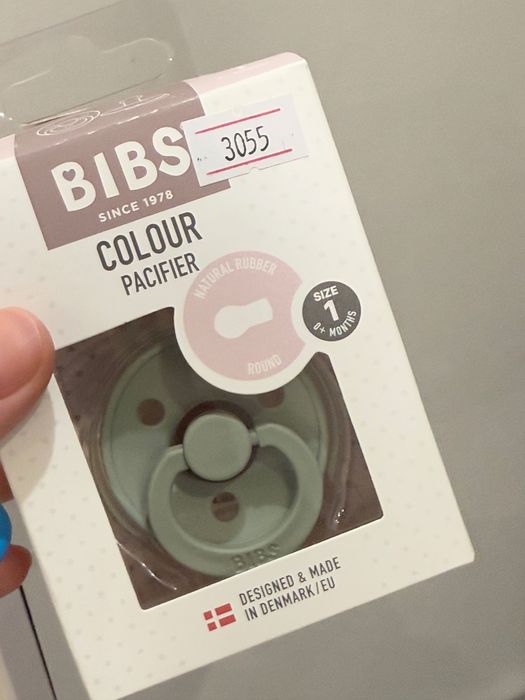 BIBS
SINCE 1978
3055
COLOUR
PACIFIER
NATURAL RUBBER
ROUND
SIZE
1
0+ MONTHS
BIBS
DESIGNED & MADE
IN DENMARK/EU